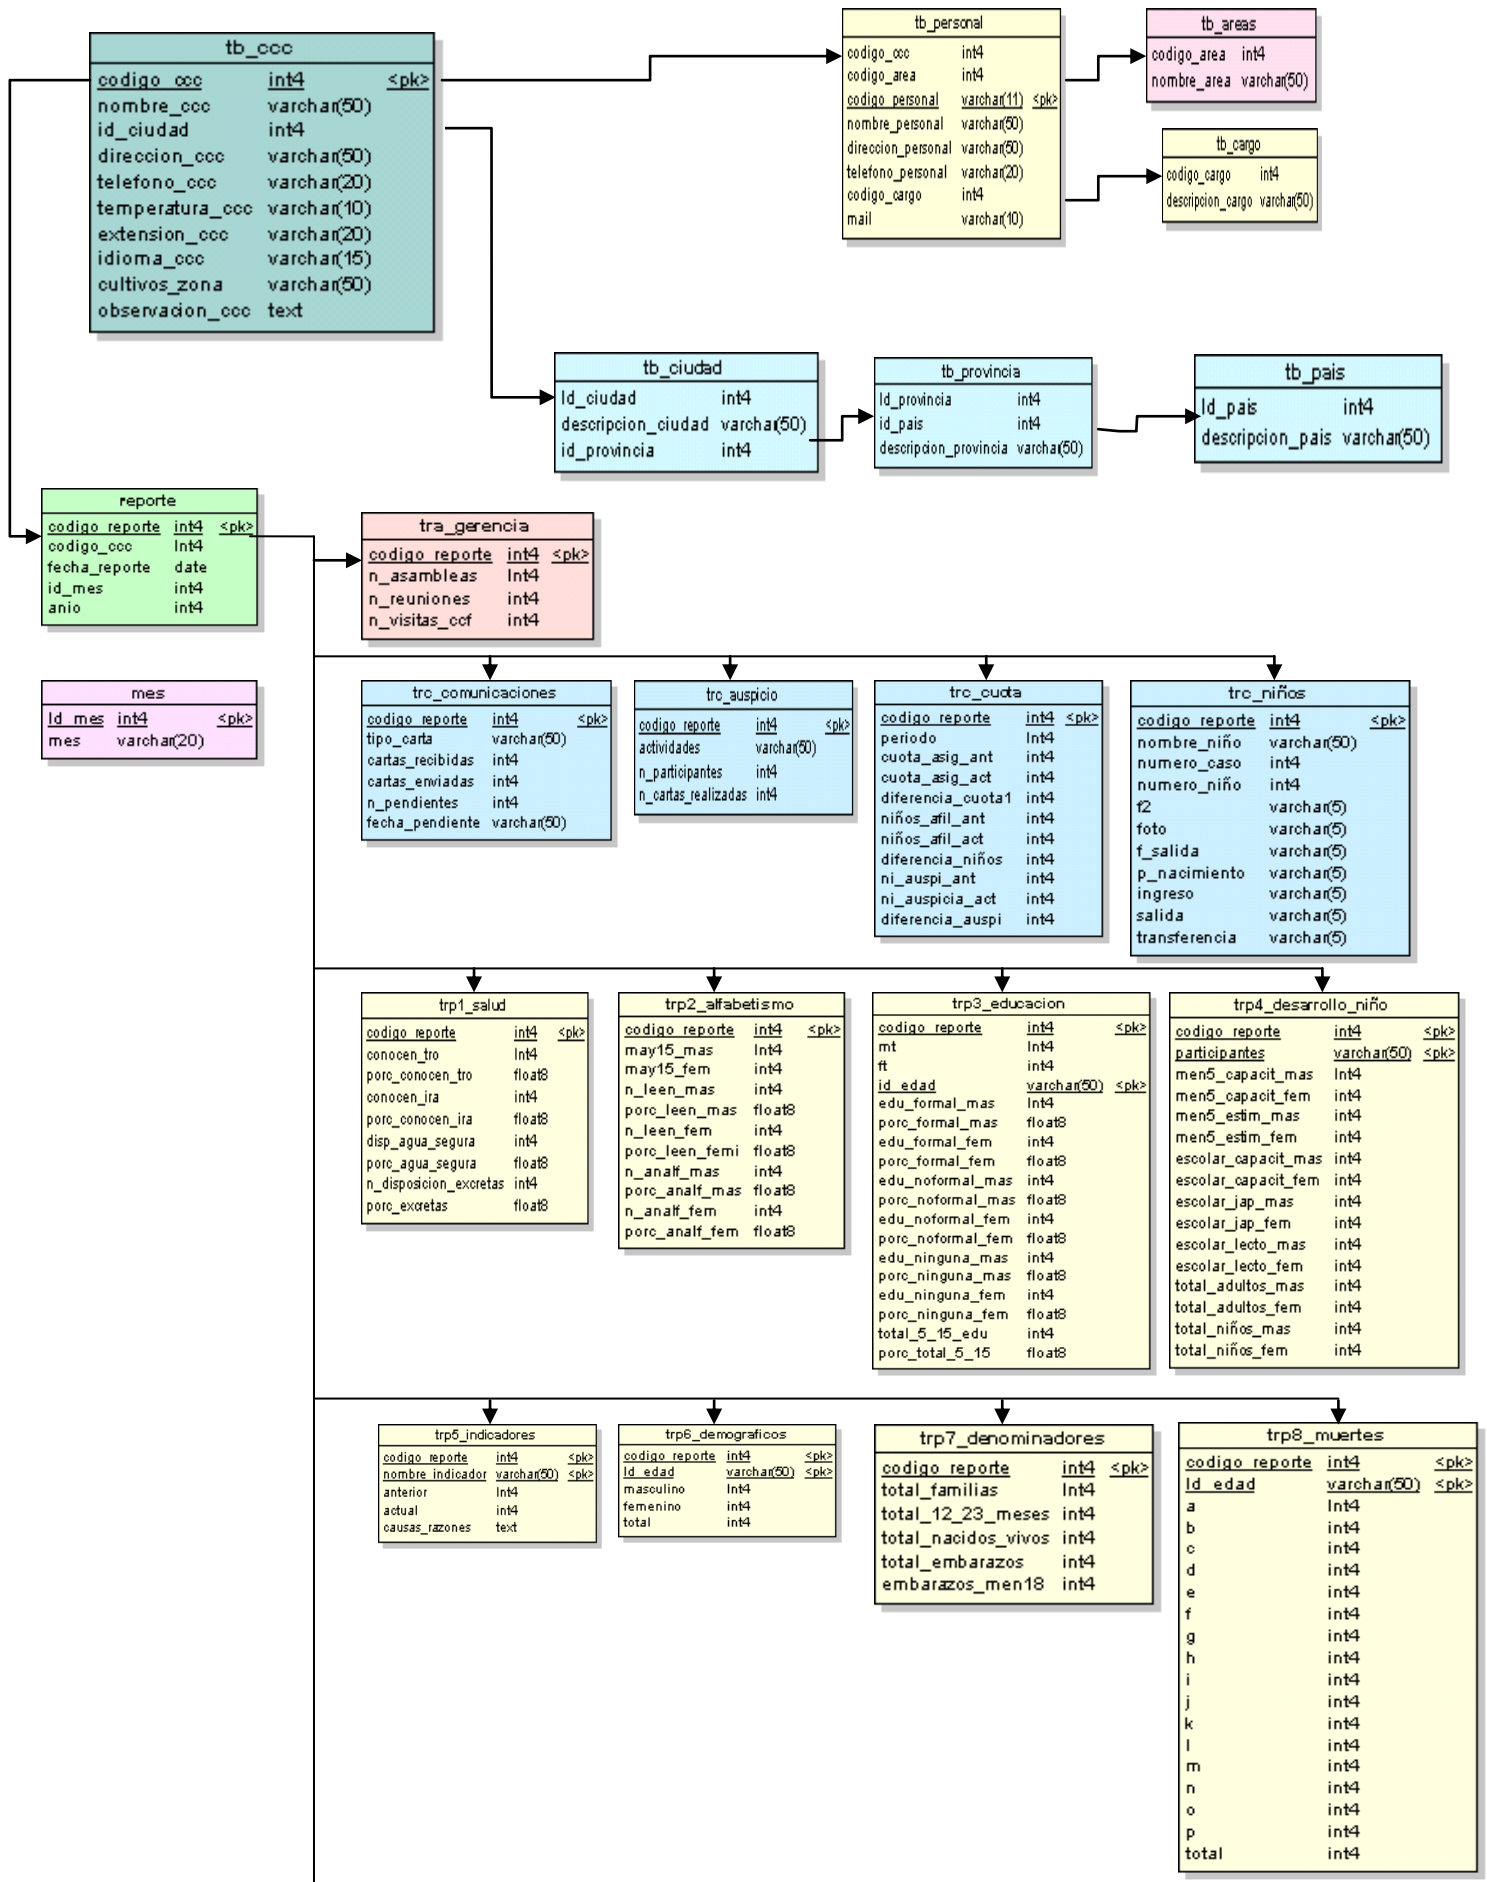 tb_ccc
codigo_ccc int4 <pk>
nombre_ccc varchar(50)
id_ciudad int4
direccion_ccc varchar(50)
telefono_ccc varchar(20)
temperatura_ccc varchar(10)
extension_ccc varchar(20)
idioma_ccc varchar(15)
cultivos_zona varchar(50)
observacion_ccc text
tb_personal
codigo_ccc int4
codigo_area int4
codigo_personal varchar(11) <pk>
nombre_personal varchar(50)
direccion_personal varchar(50)
telefono_personal varchar(20)
codigo_cargo int4
mail varchar(10)
tb_areas
codigo_area int4
nombre_area varchar(50)
tb_cargo
codigo_cargo int4
descripcion_cargo varchar(50)
tb_ciudad
Id_ciudad int4
descripcion_ciudad varchar(50)
id_provincia int4
tb_provincia
Id_provincia int4
id_pais int4
descripcion_provincia varchar(50)
tb_pais
Id_pais int4
descripcion_pais varchar(50)
reporte
codigo_reporte int4 <pk>
codigo_ccc Int4
fecha_reporte date
id_mes int4
anio int4
tra_gerencia
codigo_reporte int4 <pk>
n_asambleas Int4
n_reuniones int4
n_visitas_ccf int4
mes
Id_mes int4 <pk>
mes varchar(20)
trc_comunicaciones
codigo_reporte int4 <pk>
tipo_carta varchar(50)
cartas_recibidas int4
cartas_enviadas int4
n_pendientes int4
fecha_pendiente varchar(50)
trc_auspicio
codigo_reporte int4 <pk>
actividades varchar(50)
n_participantes int4
n_cartas_realizadas int4
trc_cuota
codigo_reporte int4 <pk>
periodo Int4
cuota_asig_ant int4
cuota_asig_act int4
diferencia_cuota1 int4
niños_afil_ant int4
niños_afil_act int4
diferencia_niños int4
ni_auspi_ant int4
ni_auspicia_act int4
diferencia_auspi int4
trc_niños
codigo_reporte int4 <pk>
nombre_niño varchar(50)
numero_caso int4
numero_niño int4
f2 varchar(5)
foto varchar(5)
f_salida varchar(5)
p_nacimiento varchar(5)
ingreso varchar(5)
salida varchar(5)
transferencia varchar(5)
trp1_salud
codigo_reporte int4 <pk>
conocen_tro Int4
porc_conocen_tro float8
conocen_ira int4
porc_conocen_ira float8
disp_agua_segura int4
porc_agua_segura float8
n_disposicion_excretas int4
porc_excretas float8
trp2_alfabetismo
codigo_reporte int4 <pk>
may15_mas Int4
may15_fem int4
n_leen_mas int4
porc_leen_mas float8
n_leen_fem int4
porc_leen_femi float8
n_analf_mas int4
porc_analf_mas float8
n_analf_fem int4
porc_analf_fem float8
trp3_educacion
codigo_reporte int4 <pk>
mt Int4
ft int4
id_edad varchar(50) <pk>
edu_formal_mas Int4
porc_formal_mas float8
edu_formal_fem int4
porc_formal_fem float8
edu_noformal_mas int4
porc_noformal_mas float8
edu_noformal_fem int4
porc_noformal_fem float8
edu_ninguna_mas int4
porc_ninguna_mas float8
edu_ninguna_fem int4
porc_ninguna_fem float8
total_5_15_edu int4
porc_total_5_15 float8
trp4_desarrollo_niño
codigo_reporte int4 <pk>
participantes varchar(50) <pk>
men5_capacit_mas Int4
men5_capacit_fem int4
men5_estim_mas int4
men5_estim_fem int4
escolar_capacit_mas int4
escolar_capacit_fem int4
escolar_jap_mas int4
escolar_jap_fem int4
escolar_lecto_mas int4
escolar_lecto_fem int4
total_adultos_mas int4
total_adultos_fem int4
total_niños_mas int4
total_niños_fem int4
trp5_indicadores
codigo_reporte int4 <pk>
nombre_indicador varchar(50) <pk>
anterior Int4
actual int4
causas_razones text
trp6_demograficos
codigo_reporte int4 <pk>
Id_edad varchar(50) <pk>
masculino Int4
femenino int4
total int4
trp7_denominadores
codigo_reporte int4 <pk>
total_familias Int4
total_12_23_meses int4
total_nacidos_vivos int4
total_embarazos int4
embarazos_men18 int4
trp8_muertes
codigo_reporte int4 <pk>
Id_edad varchar(50) <pk>
a Int4
b int4
c int4
d int4
e int4
f int4
g int4
h int4
i int4
j int4
k int4
l int4
m int4
n int4
o int4
p int4
total int4